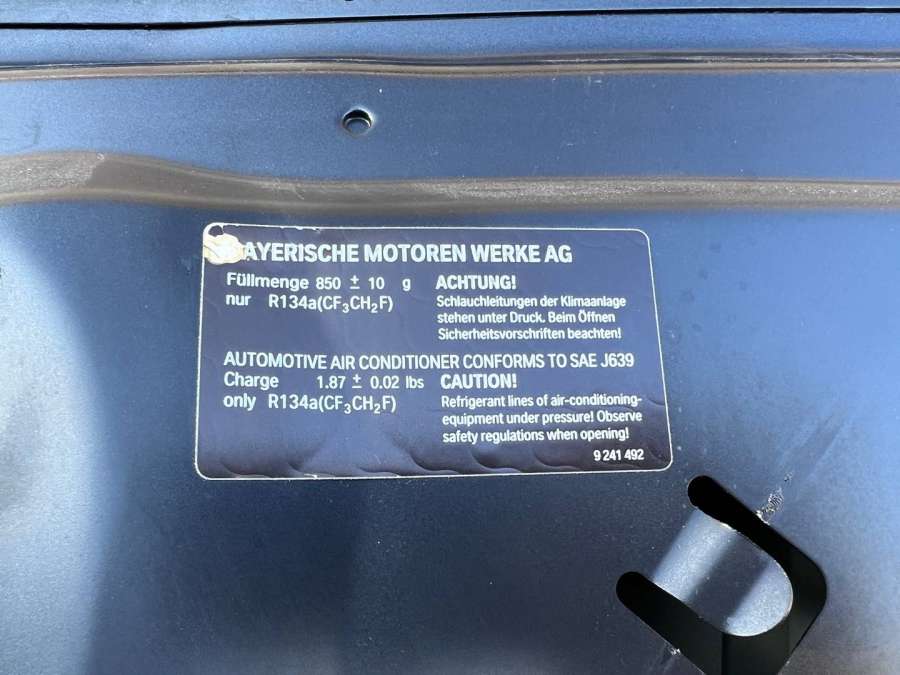 AYERISCHE MOTOREN WERKE AG
Füllmenge 850 ± 10 g
nur R134a(CF₃CH₂F)
ACHTUNG!
Schlauchleitungen der Klimaanlage
stehen unter Druck. Beim Öffnen
Sicherheitsvorschriften beachten!
AUTOMOTIVE AIR CONDITIONER CONFORMS TO SAE J639
Charge 1.87 ± 0.02 lbs
only R134a(CF₃CH₂F)
CAUTION!
Refrigerant lines of air-conditioning-
equipment under pressure! Observe
safety regulations when opening!
9 241 492